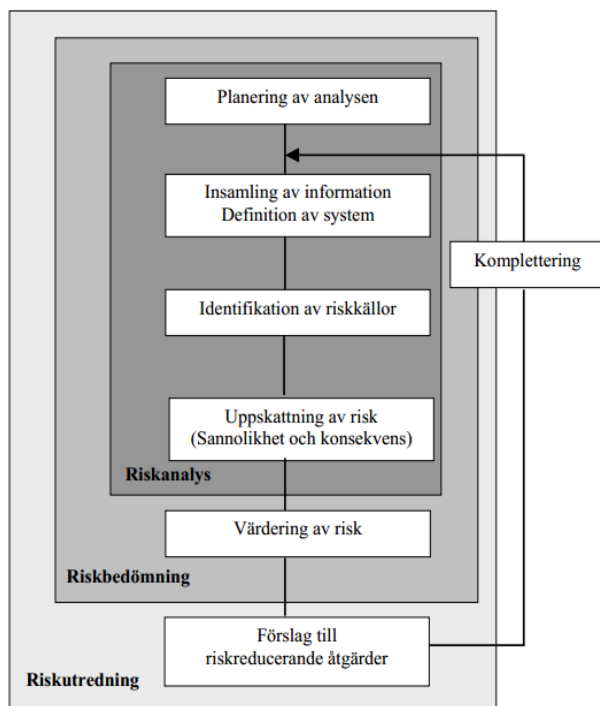 Planering av analysen
Insamling av information
Definition av system
Komplettering
Identifikation av riskkällor
Uppskattning av risk
(Sannolikhet och konsekvens)
Riskanalys
Värdering av risk
Riskbedömning
Förslag till
riskreducerande åtgärder
Riskutredning